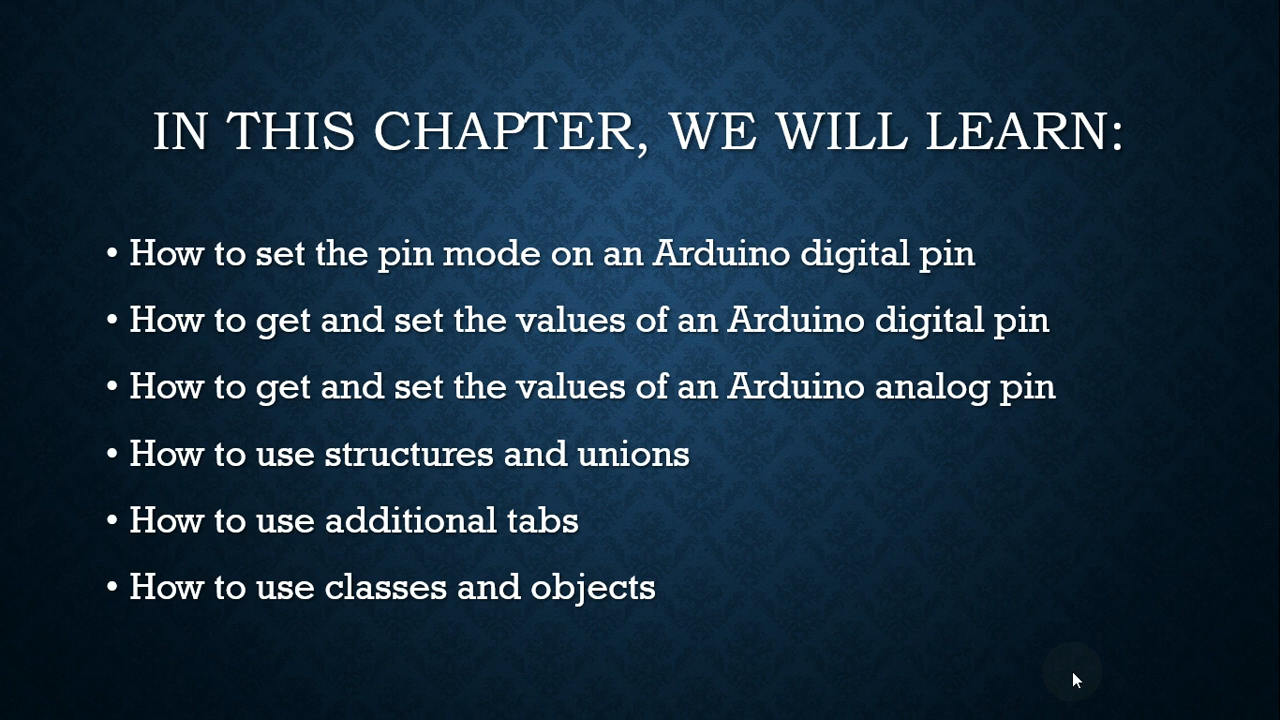 IN THIS CHAPTER, WE WILL LEARN:
• How to set the pin mode on an Arduino digital pin
• How to get and set the values of an Arduino digital pin
• How to get and set the values of an Arduino analog pin
• How to use structures and unions
• How to use additional tabs
• How to use classes and objects